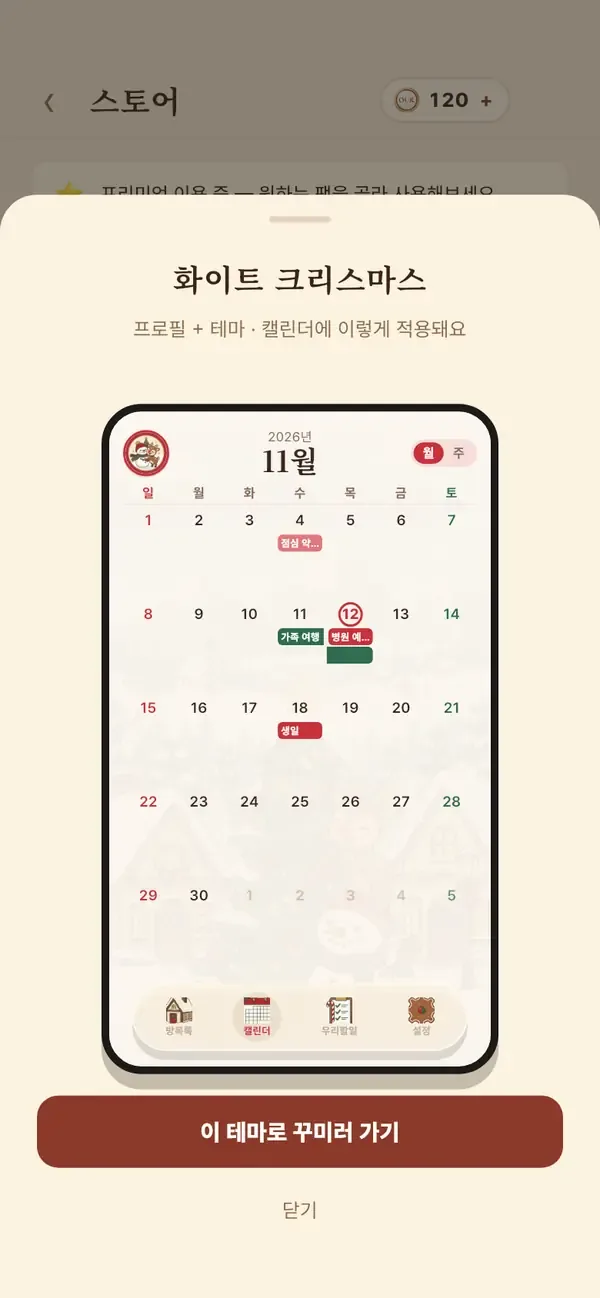 스토어
OUR 120 +
프리미엄 이용 중 — 원하는 팩을 골라 사용해보세요
화이트 크리스마스
프로필 + 테마 · 캘린더에 이렇게 적용돼요
2026년
11월
월 주
일 월 화 수 목 금 토
1 2 3 4 5 6 7
점심 약...
8 9 10 11 12 13 14
가족 여행 병원 예...
15 16 17 18 19 20 21
생일
22 23 24 25 26 27 28
29 30 1 2 3 4 5
방목록 캘린더 우리할일 설정
이 테마로 꾸미러 가기
닫기